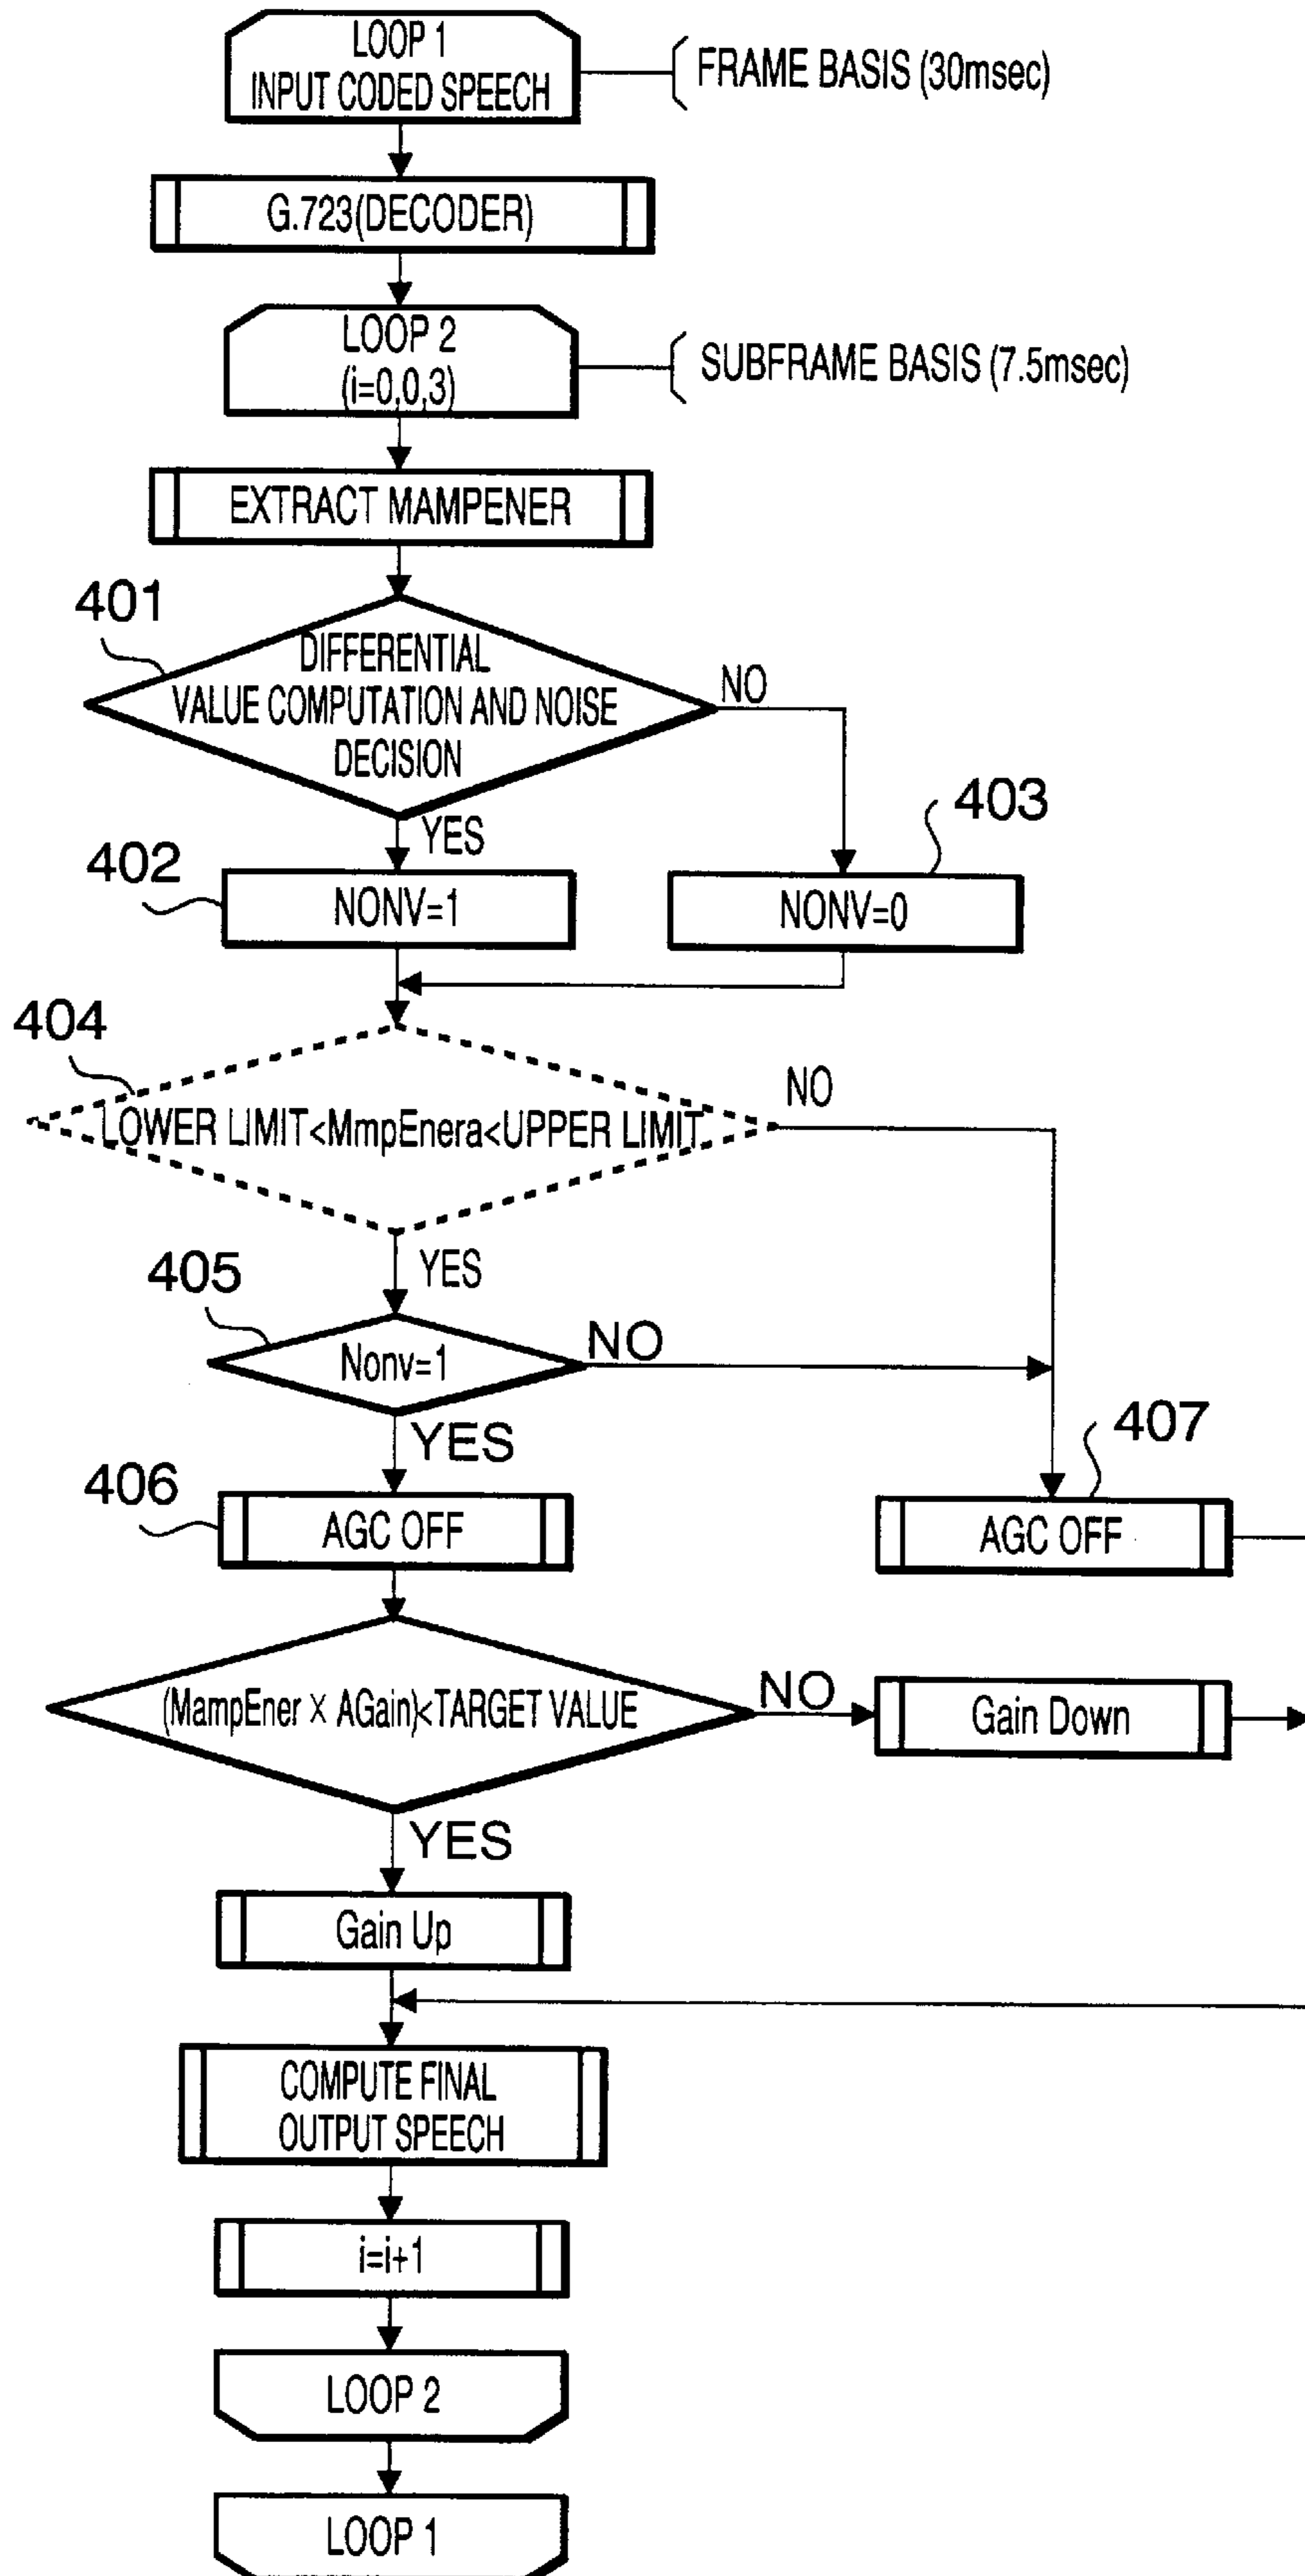 LOOP 1
INPUT CODED SPEECH
FRAME BASIS (30msec)
G.723(DECODER)
LOOP 2
(i=0,0,3)
SUBFRAME BASIS (7.5msec)
EXTRACT MAMPENER
401
DIFFERENTIAL
VALUE COMPUTATION AND NOISE
DECISION
NO
YES
402
NONV=1
403
NONV=0
404
LOWER LIMIT<MmpEnera<UPPER LIMIT
NO
YES
405
Nonv=1
NO
YES
406
AGC OFF
407
AGC OFF
(MampEner × AGain)<TARGET VALUE
NO
Gain Down
YES
Gain Up
COMPUTE FINAL
OUTPUT SPEECH
i=i+1
LOOP 2
LOOP 1